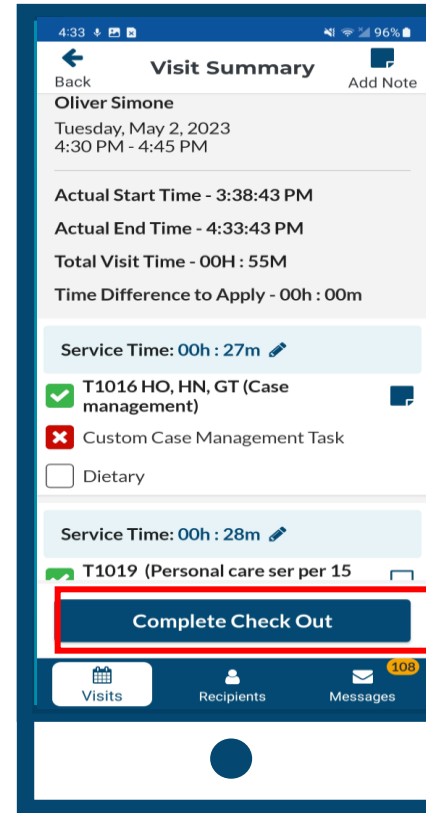 4:33 96%
Back Visit Summary Add Note
Oliver Simone
Tuesday, May 2, 2023
4:30 PM - 4:45 PM
Actual Start Time - 3:38:43 PM
Actual End Time - 4:33:43 PM
Total Visit Time - 00H : 55M
Time Difference to Apply - 00h : 00m
Service Time: 00h : 27m
T1016 HO, HN, GT (Case
management)
Custom Case Management Task
Dietary
Service Time: 00h : 28m
T1019 (Personal care ser per 15
Complete Check Out
108
Visits Recipients Messages